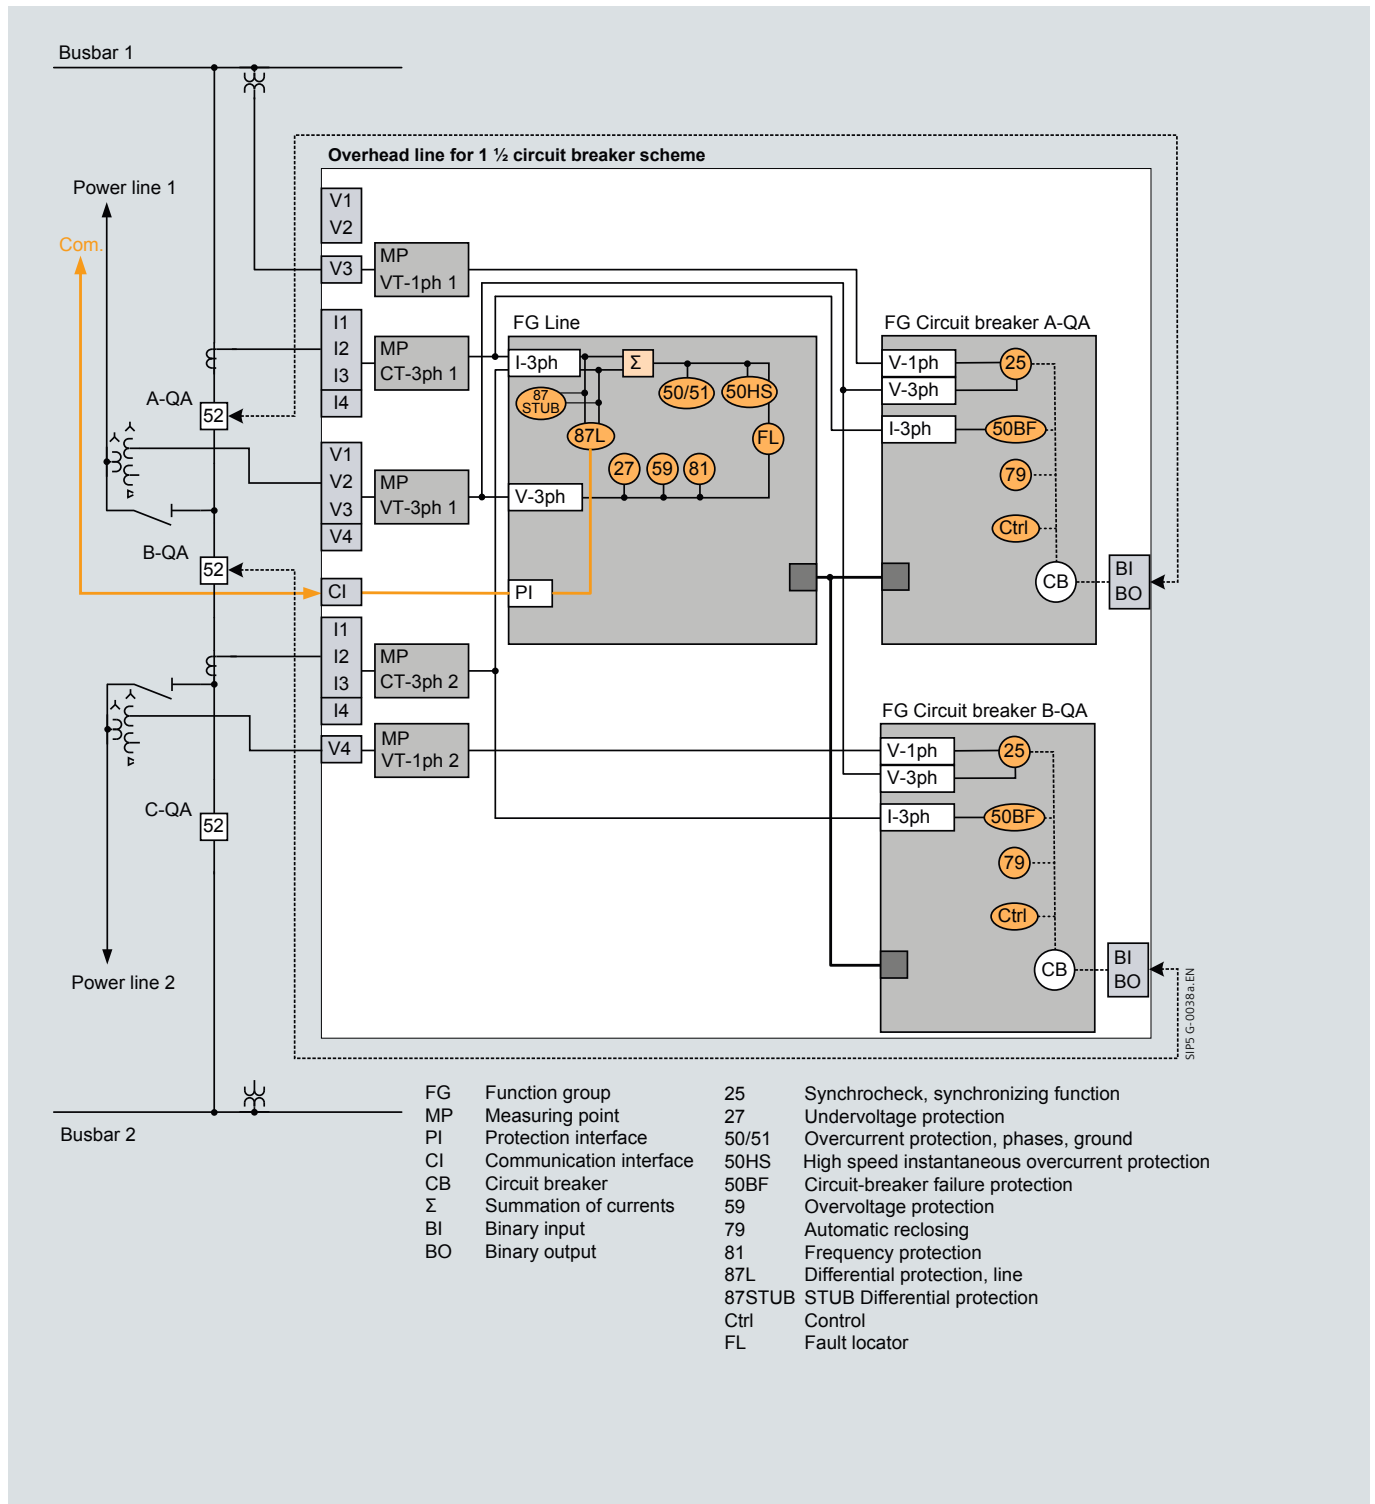 Busbar 1
Overhead line for 1 ½ circuit breaker scheme
Power line 1
Com.
V1
V2
V3
MP
VT-1ph 1
I1
I2
I3
I4
MP
CT-3ph 1
A-QA
52
V1
V2
V3
V4
MP
VT-3ph 1
B-QA
52
CI
I1
I2
I3
I4
MP
CT-3ph 2
V4
MP
VT-1ph 2
C-QA
52
Power line 2
Busbar 2
FG Line
I-3ph
Σ
87
STUB
50/51
50HS
87L
FL
27
59
81
V-3ph
PI
FG Circuit breaker A-QA
V-1ph
25
V-3ph
I-3ph
50BF
79
Ctrl
CB
BI
BO
FG Circuit breaker B-QA
V-1ph
25
V-3ph
I-3ph
50BF
79
Ctrl
CB
BI
BO
SIP5 G-0038a.EN
FG Function group
MP Measuring point
PI Protection interface
CI Communication interface
CB Circuit breaker
Σ Summation of currents
BI Binary input
BO Binary output
25 Synchrocheck, synchronizing function
27 Undervoltage protection
50/51 Overcurrent protection, phases, ground
50HS High speed instantaneous overcurrent protection
50BF Circuit-breaker failure protection
59 Overvoltage protection
79 Automatic reclosing
81 Frequency protection
87L Differential protection, line
87STUB STUB Differential protection
Ctrl Control
FL Fault locator